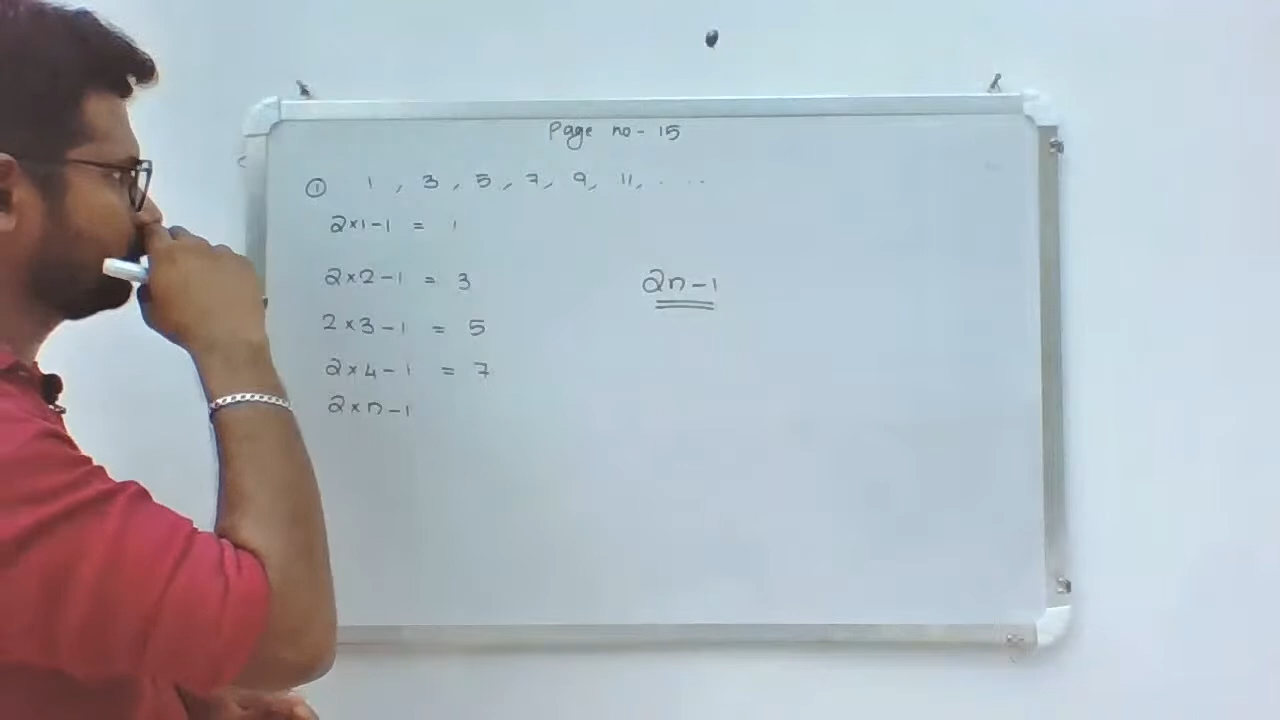 Page no - 15
① 1 , 3 , 5 , 7 , 9 , 11 , . . . .
2×1-1 = 1
2×2-1 = 3
2n-1
2×3-1 = 5
2×4-1 = 7
2×n-1